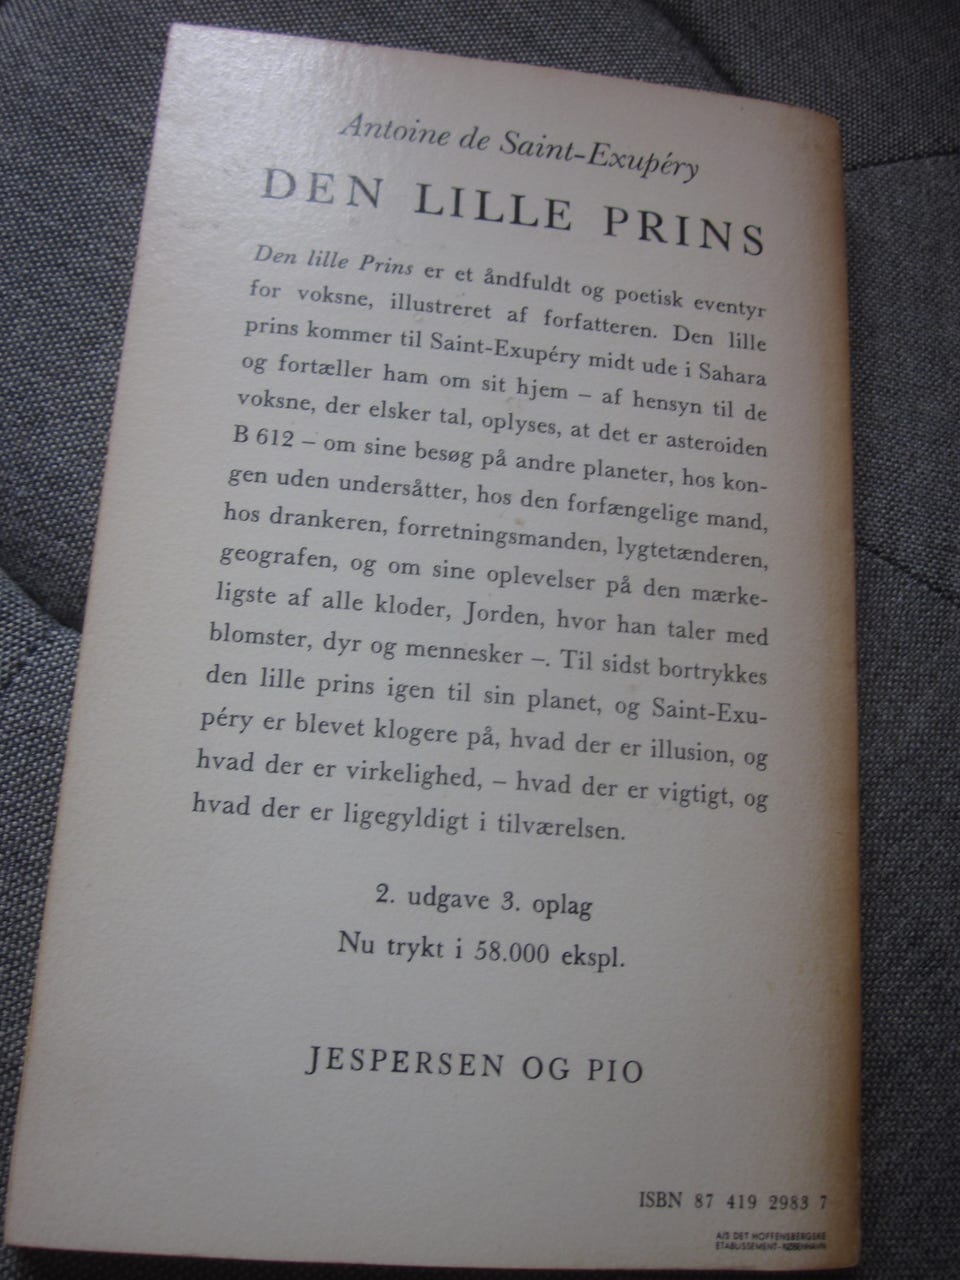 Antoine de Saint-Exupéry
DEN LILLE PRINS
Den lille Prins er et åndfuldt og poetisk eventyr
for voksne, illustreret af forfatteren. Den lille
prins kommer til Saint-Exupéry midt ude i Sahara
og fortæller ham om sit hjem – af hensyn til de
voksne, der elsker tal, oplyses, at det er asteroiden
B 612 – om sine besøg på andre planeter, hos kon-
gen uden undersåtter, hos den forfængelige mand,
hos drankeren, forretningsmanden, lygtetænderen,
geografen, og om sine oplevelser på den mærke-
ligste af alle kloder, Jorden, hvor han taler med
blomster, dyr og mennesker –. Til sidst bortrykkes
den lille prins igen til sin planet, og Saint-Exu-
péry er blevet klogere på, hvad der er illusion, og
hvad der er virkelighed, – hvad der er vigtigt, og
hvad der er ligegyldigt i tilværelsen.
2. udgave 3. oplag
Nu trykt i 58.000 ekspl.
JESPERSEN OG PIO
ISBN 87 419 2983 7
A/S DET HOFFENSBERGSKE
ETABLISSEMENT-KØBENHAVN